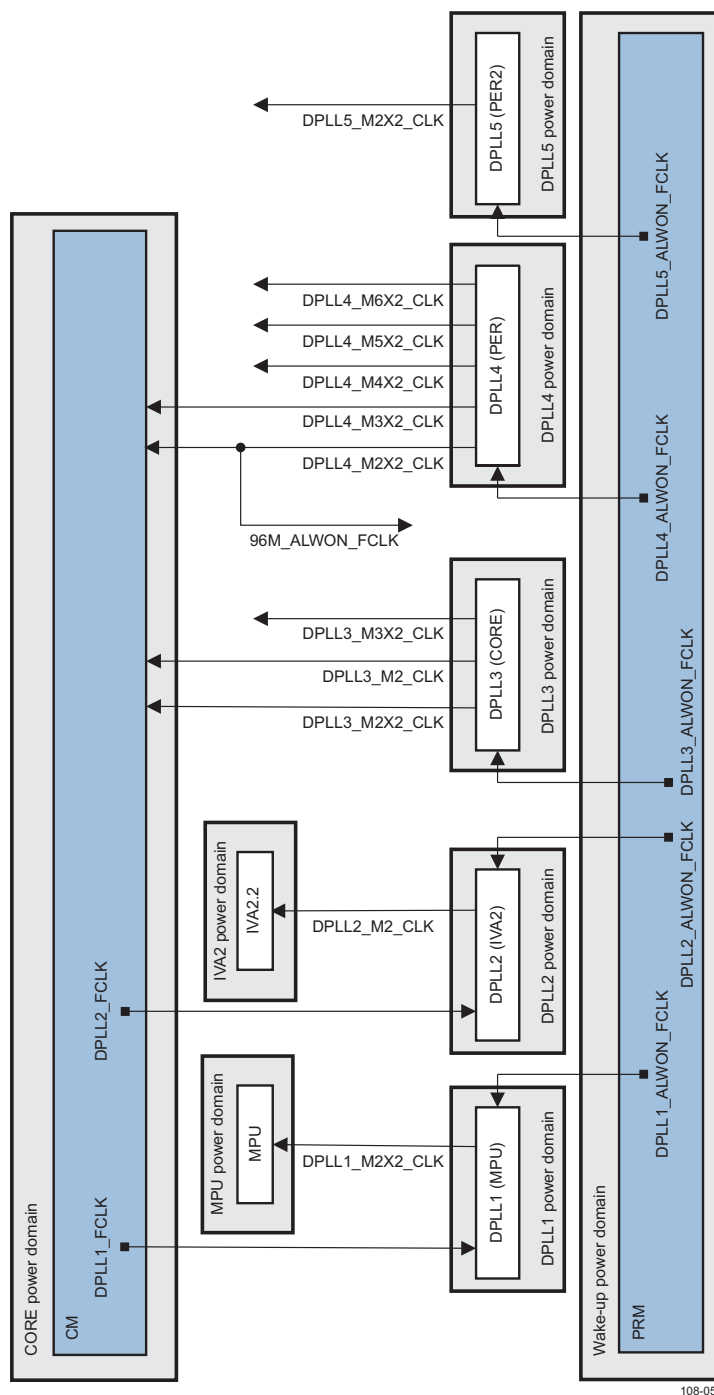 CORE power domain
CM
DPLL1_FCLK
DPLL2_FCLK
MPU power domain
MPU
IVA2 power domain
IVA2.2
DPLL1_M2X2_CLK
DPLL2_M2_CLK
DPLL3_M2X2_CLK
DPLL3_M2_CLK
DPLL3_M3X2_CLK
96M_ALWON_FCLK
DPLL4_M2X2_CLK
DPLL4_M3X2_CLK
DPLL4_M4X2_CLK
DPLL4_M5X2_CLK
DPLL4_M6X2_CLK
DPLL5_M2X2_CLK
DPLL1 (MPU)
DPLL1 power domain
DPLL2 (IVA2)
DPLL2 power domain
DPLL3 (CORE)
DPLL3 power domain
DPLL4 (PER)
DPLL4 power domain
DPLL5 (PER2)
DPLL5 power domain
Wake-up power domain
PRM
DPLL1_ALWON_FCLK
DPLL2_ALWON_FCLK
DPLL3_ALWON_FCLK
DPLL4_ALWON_FCLK
DPLL5_ALWON_FCLK